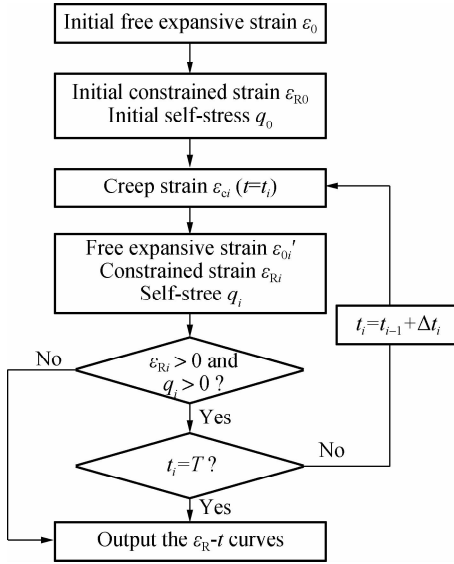 Initial free expansive strain ε0
Initial constrained strain εR0
Initial self-stress q0
Creep strain εci (t=ti)
Free expansive strain ε0i′
Constrained strain εRi
Self-stree qi
ti=ti−1+Δti
No
εRi > 0 and
qi > 0 ?
Yes
ti=T ?
No
Yes
Output the εR-t curves